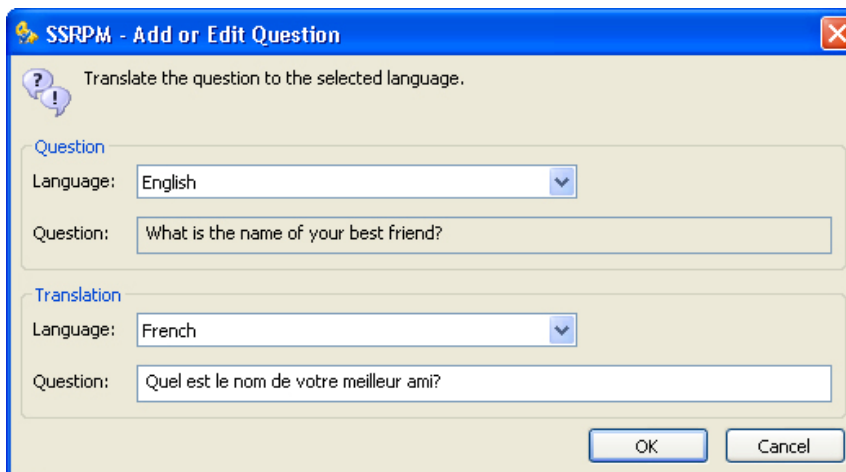 SSRPM - Add or Edit Question
Translate the question to the selected language.
Question
Language: English
Question: What is the name of your best friend?
Translation
Language: French
Question: Quel est le nom de votre meilleur ami?
OK Cancel